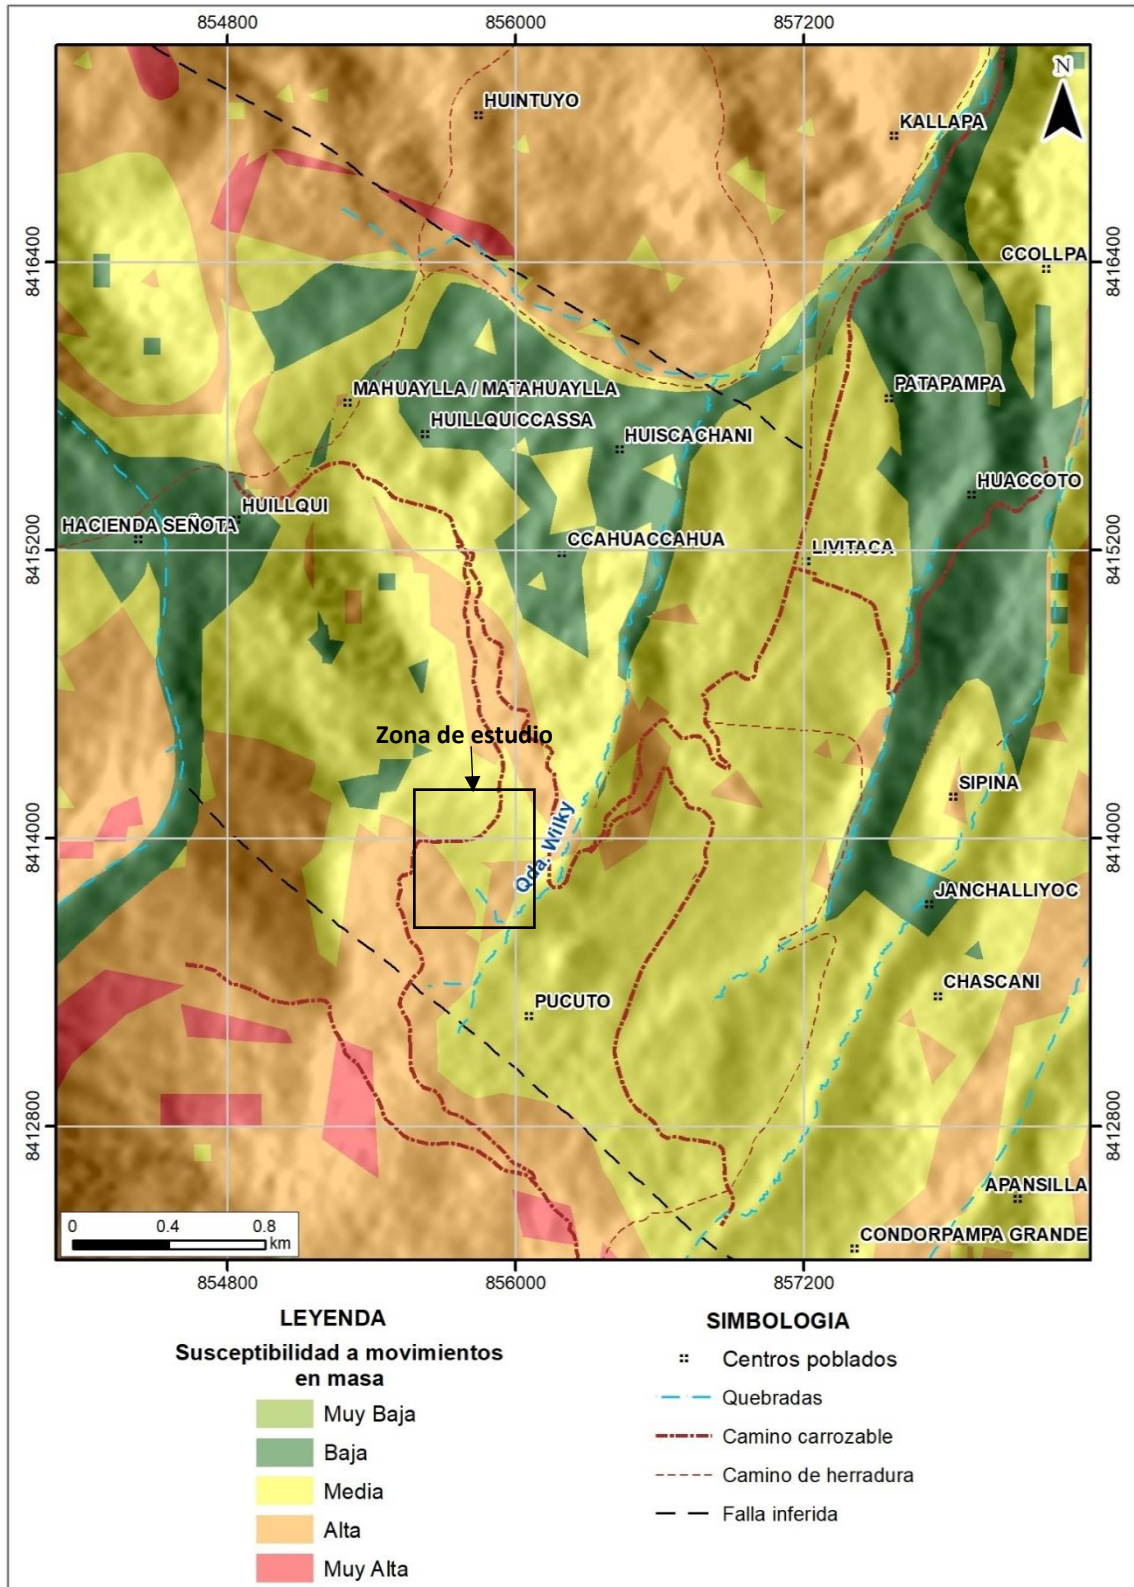 854800
856000
857200
N
HUINTUYO
KALLAPA
8416400
CCOLLPA
8416400
MAHUAYLLA / MATAHUAYLLA
PATAPAMPA
HUILLQUICCASSA
HUISCACHANI
HUACCOTO
HUILLQUI
HACIENDA SEÑOTA
CCAHUACCAHUA
LIVITACA
8415200
8415200
Zona de estudio
SIPINA
8414000
8414000
Qda. Wilky
JANCHALLIYOC
CHASCANI
PUCUTO
8412800
8412800
APANSILLA
CONDORPAMPA GRANDE
0 0.4 0.8
km
854800
856000
857200
LEYENDA
Susceptibilidad a movimientos
en masa
Muy Baja
Baja
Media
Alta
Muy Alta
SIMBOLOGIA
Centros poblados
Quebradas
Camino carrozable
Camino de herradura
Falla inferida